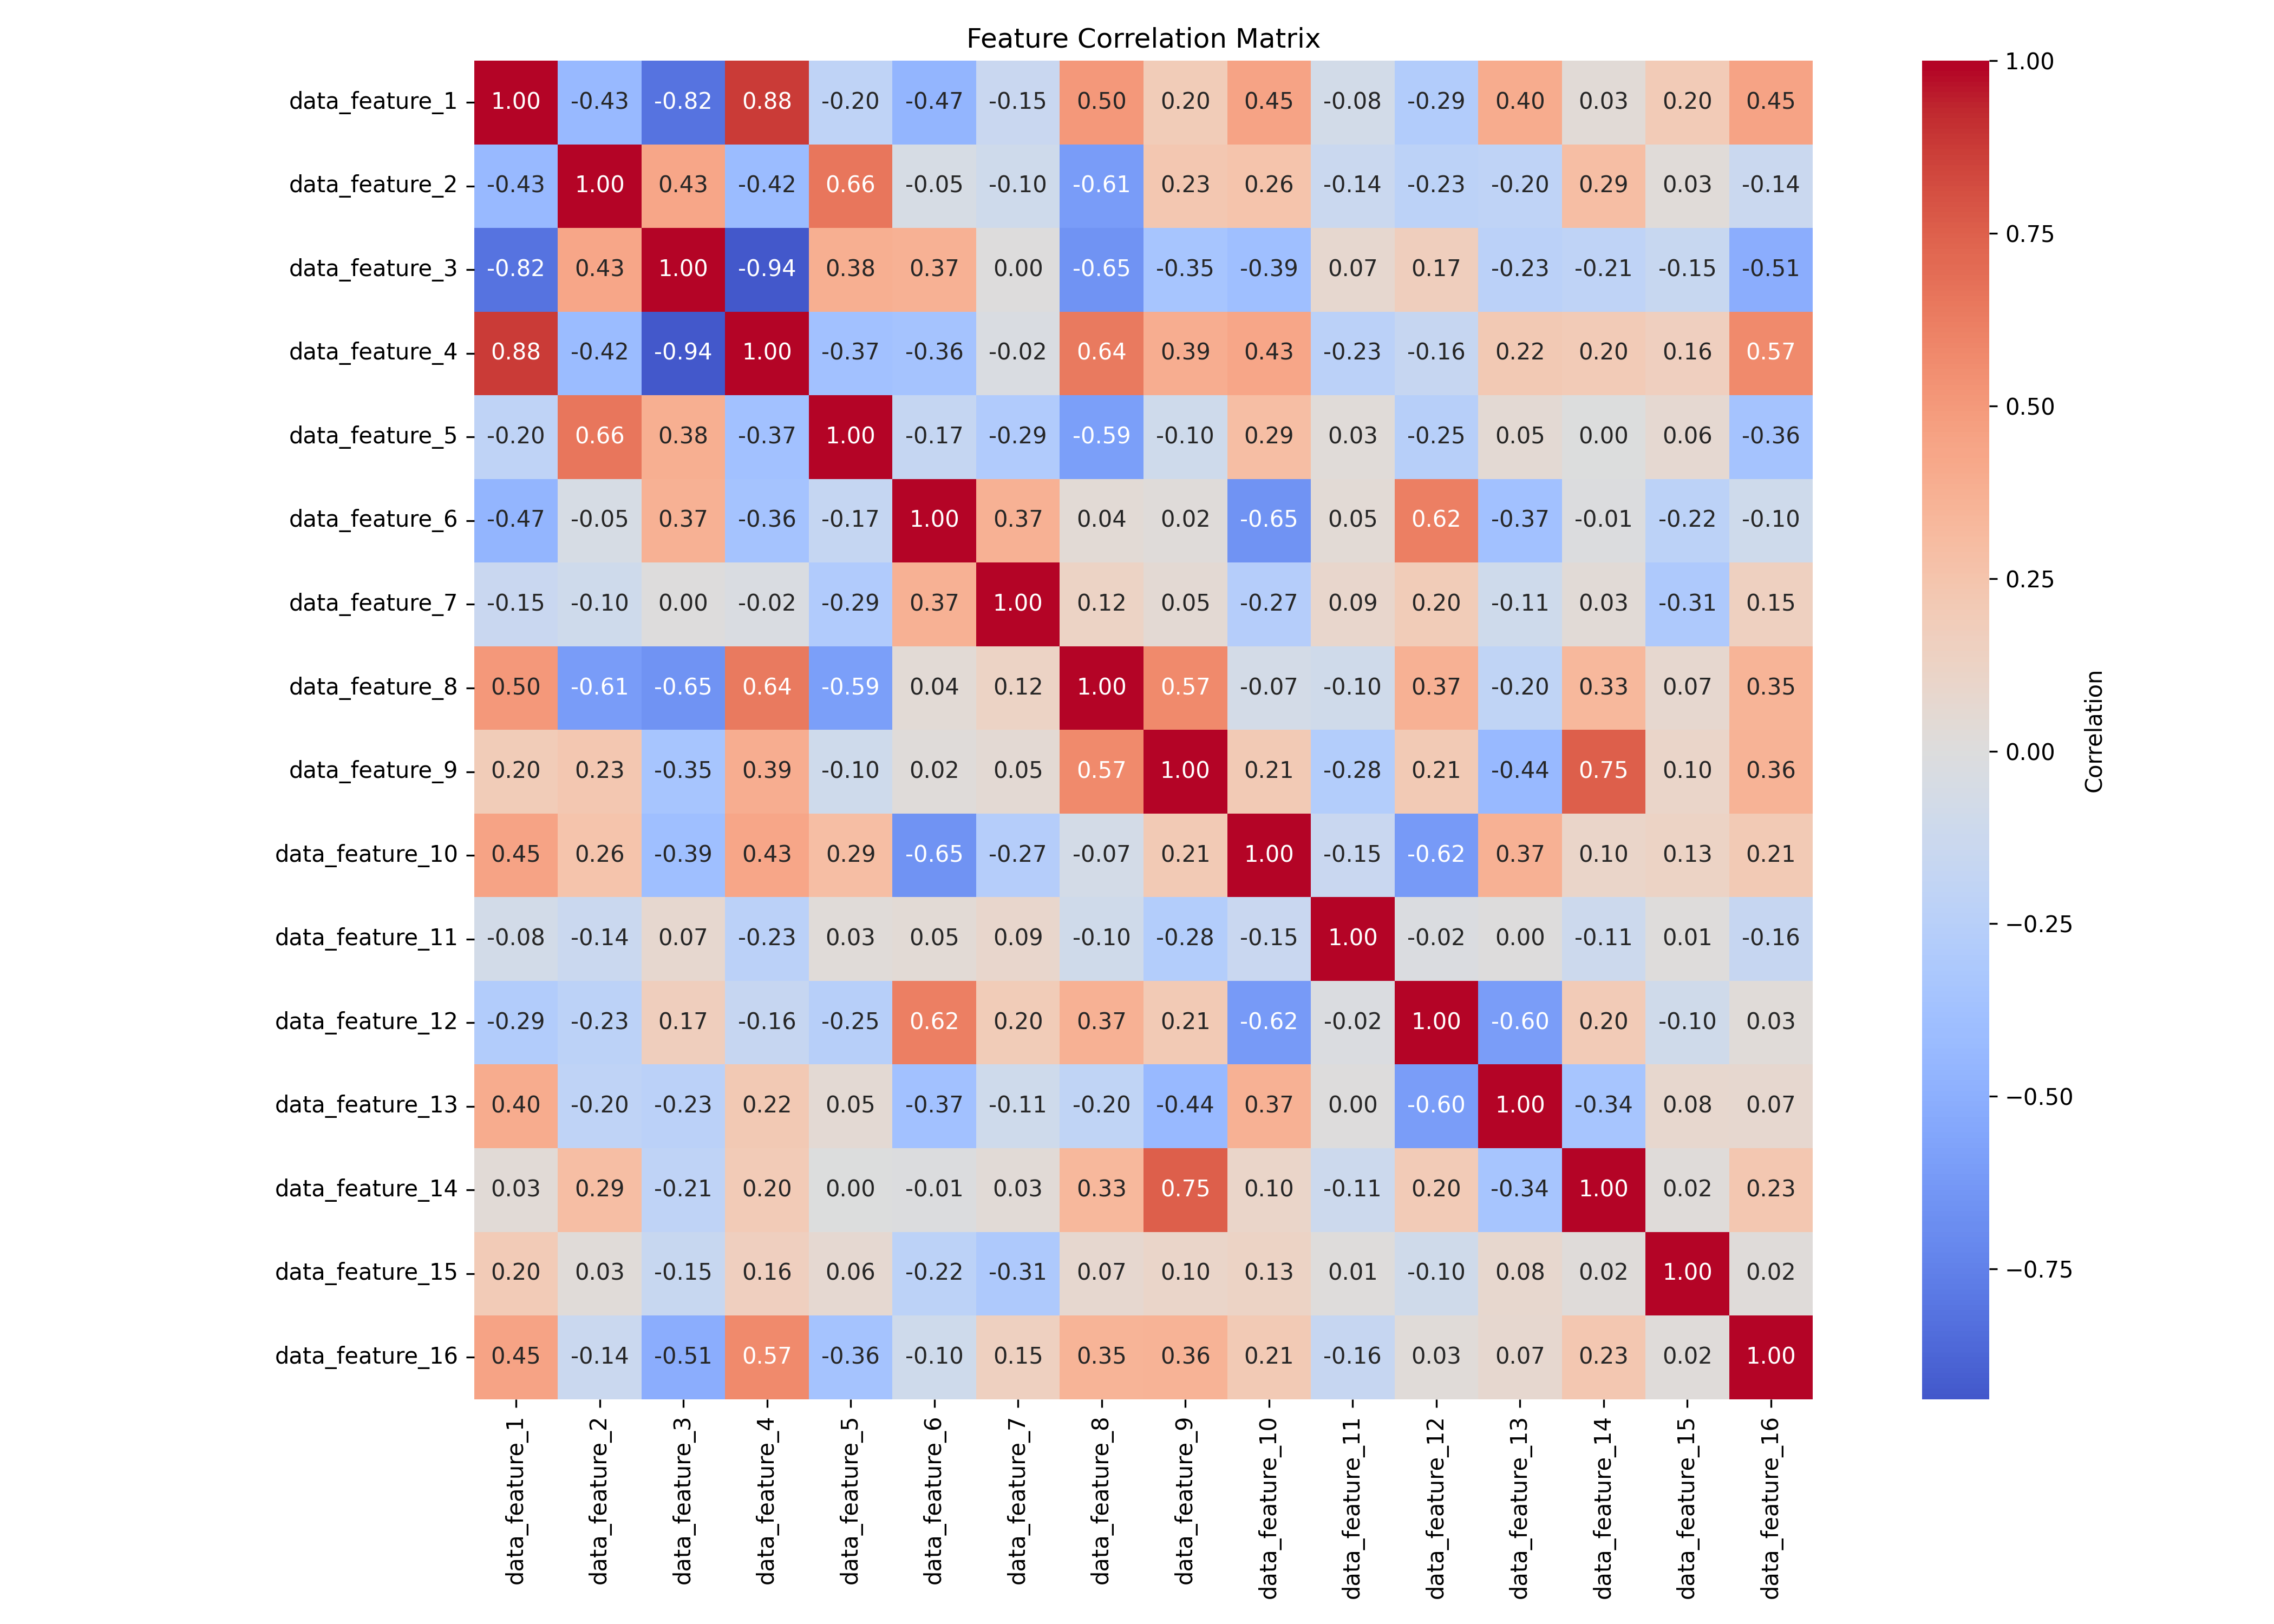 Feature Correlation Matrix
data_feature_1 1.00 -0.43 -0.82 0.88 -0.20 -0.47 -0.15 0.50 0.20 0.45 -0.08 -0.29 0.40 0.03 0.20 0.45
data_feature_2 -0.43 1.00 0.43 -0.42 0.66 -0.05 -0.10 -0.61 0.23 0.26 -0.14 -0.23 -0.20 0.29 0.03 -0.14
data_feature_3 -0.82 0.43 1.00 -0.94 0.38 0.37 0.00 -0.65 -0.35 -0.39 0.07 0.17 -0.23 -0.21 -0.15 -0.51
data_feature_4 0.88 -0.42 -0.94 1.00 -0.37 -0.36 -0.02 0.64 0.39 0.43 -0.23 -0.16 0.22 0.20 0.16 0.57
data_feature_5 -0.20 0.66 0.38 -0.37 1.00 -0.17 -0.29 -0.59 -0.10 0.29 0.03 -0.25 0.05 0.00 0.06 -0.36
data_feature_6 -0.47 -0.05 0.37 -0.36 -0.17 1.00 0.37 0.04 0.02 -0.65 0.05 0.62 -0.37 -0.01 -0.22 -0.10
data_feature_7 -0.15 -0.10 0.00 -0.02 -0.29 0.37 1.00 0.12 0.05 -0.27 0.09 0.20 -0.11 0.03 -0.31 0.15
data_feature_8 0.50 -0.61 -0.65 0.64 -0.59 0.04 0.12 1.00 0.57 -0.07 -0.10 0.37 -0.20 0.33 0.07 0.35
data_feature_9 0.20 0.23 -0.35 0.39 -0.10 0.02 0.05 0.57 1.00 0.21 -0.28 0.21 -0.44 0.75 0.10 0.36
data_feature_10 0.45 0.26 -0.39 0.43 0.29 -0.65 -0.27 -0.07 0.21 1.00 -0.15 -0.62 0.37 0.10 0.13 0.21
data_feature_11 -0.08 -0.14 0.07 -0.23 0.03 0.05 0.09 -0.10 -0.28 -0.15 1.00 -0.02 0.00 -0.11 0.01 -0.16
data_feature_12 -0.29 -0.23 0.17 -0.16 -0.25 0.62 0.20 0.37 0.21 -0.62 -0.02 1.00 -0.60 0.20 -0.10 0.03
data_feature_13 0.40 -0.20 -0.23 0.22 0.05 -0.37 -0.11 -0.20 -0.44 0.37 0.00 -0.60 1.00 -0.34 0.08 0.07
data_feature_14 0.03 0.29 -0.21 0.20 0.00 -0.01 0.03 0.33 0.75 0.10 -0.11 0.20 -0.34 1.00 0.02 0.23
data_feature_15 0.20 0.03 -0.15 0.16 0.06 -0.22 -0.31 0.07 0.10 0.13 0.01 -0.10 0.08 0.02 1.00 0.02
data_feature_16 0.45 -0.14 -0.51 0.57 -0.36 -0.10 0.15 0.35 0.36 0.21 -0.16 0.03 0.07 0.23 0.02 1.00
data_feature_1
data_feature_2
data_feature_3
data_feature_4
data_feature_5
data_feature_6
data_feature_7
data_feature_8
data_feature_9
data_feature_10
data_feature_11
data_feature_12
data_feature_13
data_feature_14
data_feature_15
data_feature_16
1.00
0.75
0.50
0.25
0.00
−0.25
−0.50
−0.75
Correlation